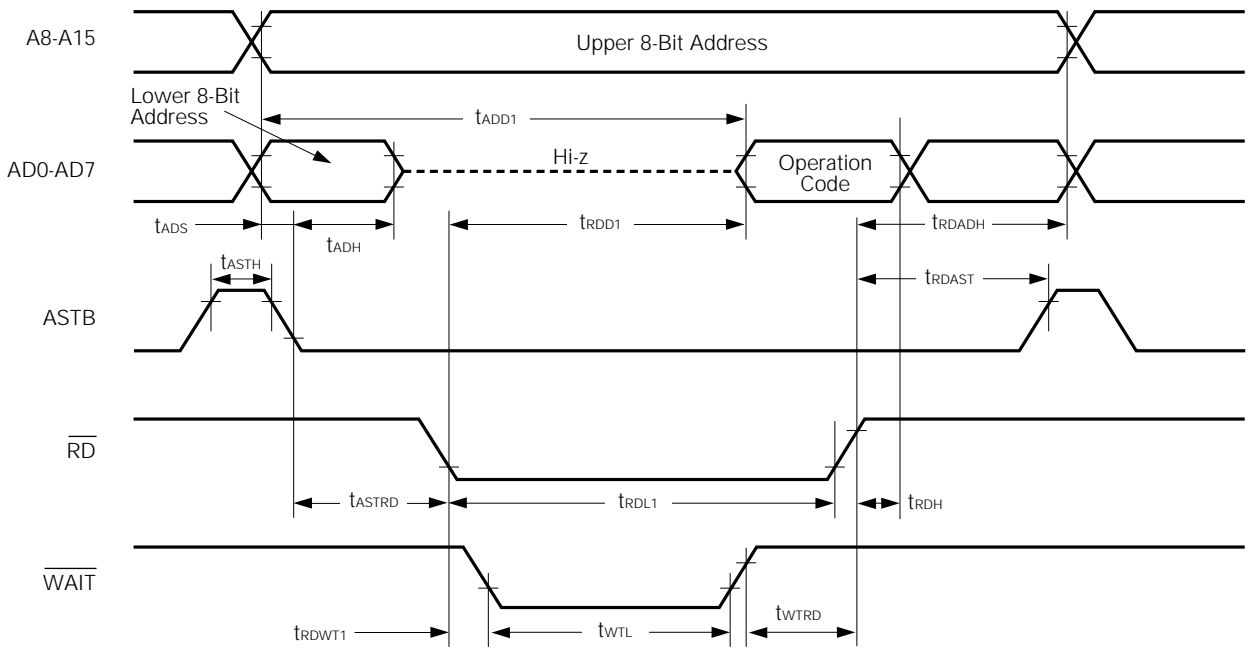 A8-A15
Upper 8-Bit Address
Lower 8-Bit
Address
tADD1
AD0-AD7
Hi-z
Operation
Code
tADS
tADH
tRDD1
tRDADH
tASTH
tRDAST
ASTB
RD
tASTRD
tRDL1
tRDH
WAIT
tRDWT1
tWTL
tWTRD